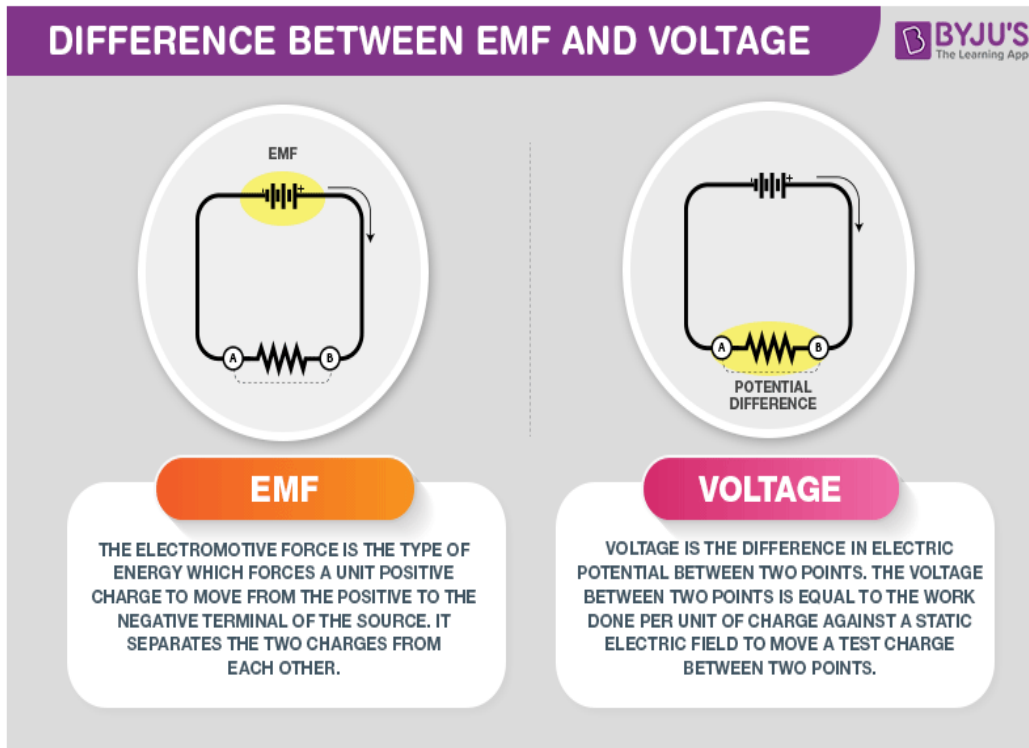 DIFFERENCE BETWEEN EMF AND VOLTAGE
BYJU'S
The Learning App
EMF
+
A
B
+
A
B
POTENTIAL
DIFFERENCE
EMF
THE ELECTROMOTIVE FORCE IS THE TYPE OF
ENERGY WHICH FORCES A UNIT POSITIVE
CHARGE TO MOVE FROM THE POSITIVE TO THE
NEGATIVE TERMINAL OF THE SOURCE. IT
SEPARATES THE TWO CHARGES FROM
EACH OTHER.
VOLTAGE
VOLTAGE IS THE DIFFERENCE IN ELECTRIC
POTENTIAL BETWEEN TWO POINTS. THE VOLTAGE
BETWEEN TWO POINTS IS EQUAL TO THE WORK
DONE PER UNIT OF CHARGE AGAINST A STATIC
ELECTRIC FIELD TO MOVE A TEST CHARGE
BETWEEN TWO POINTS.